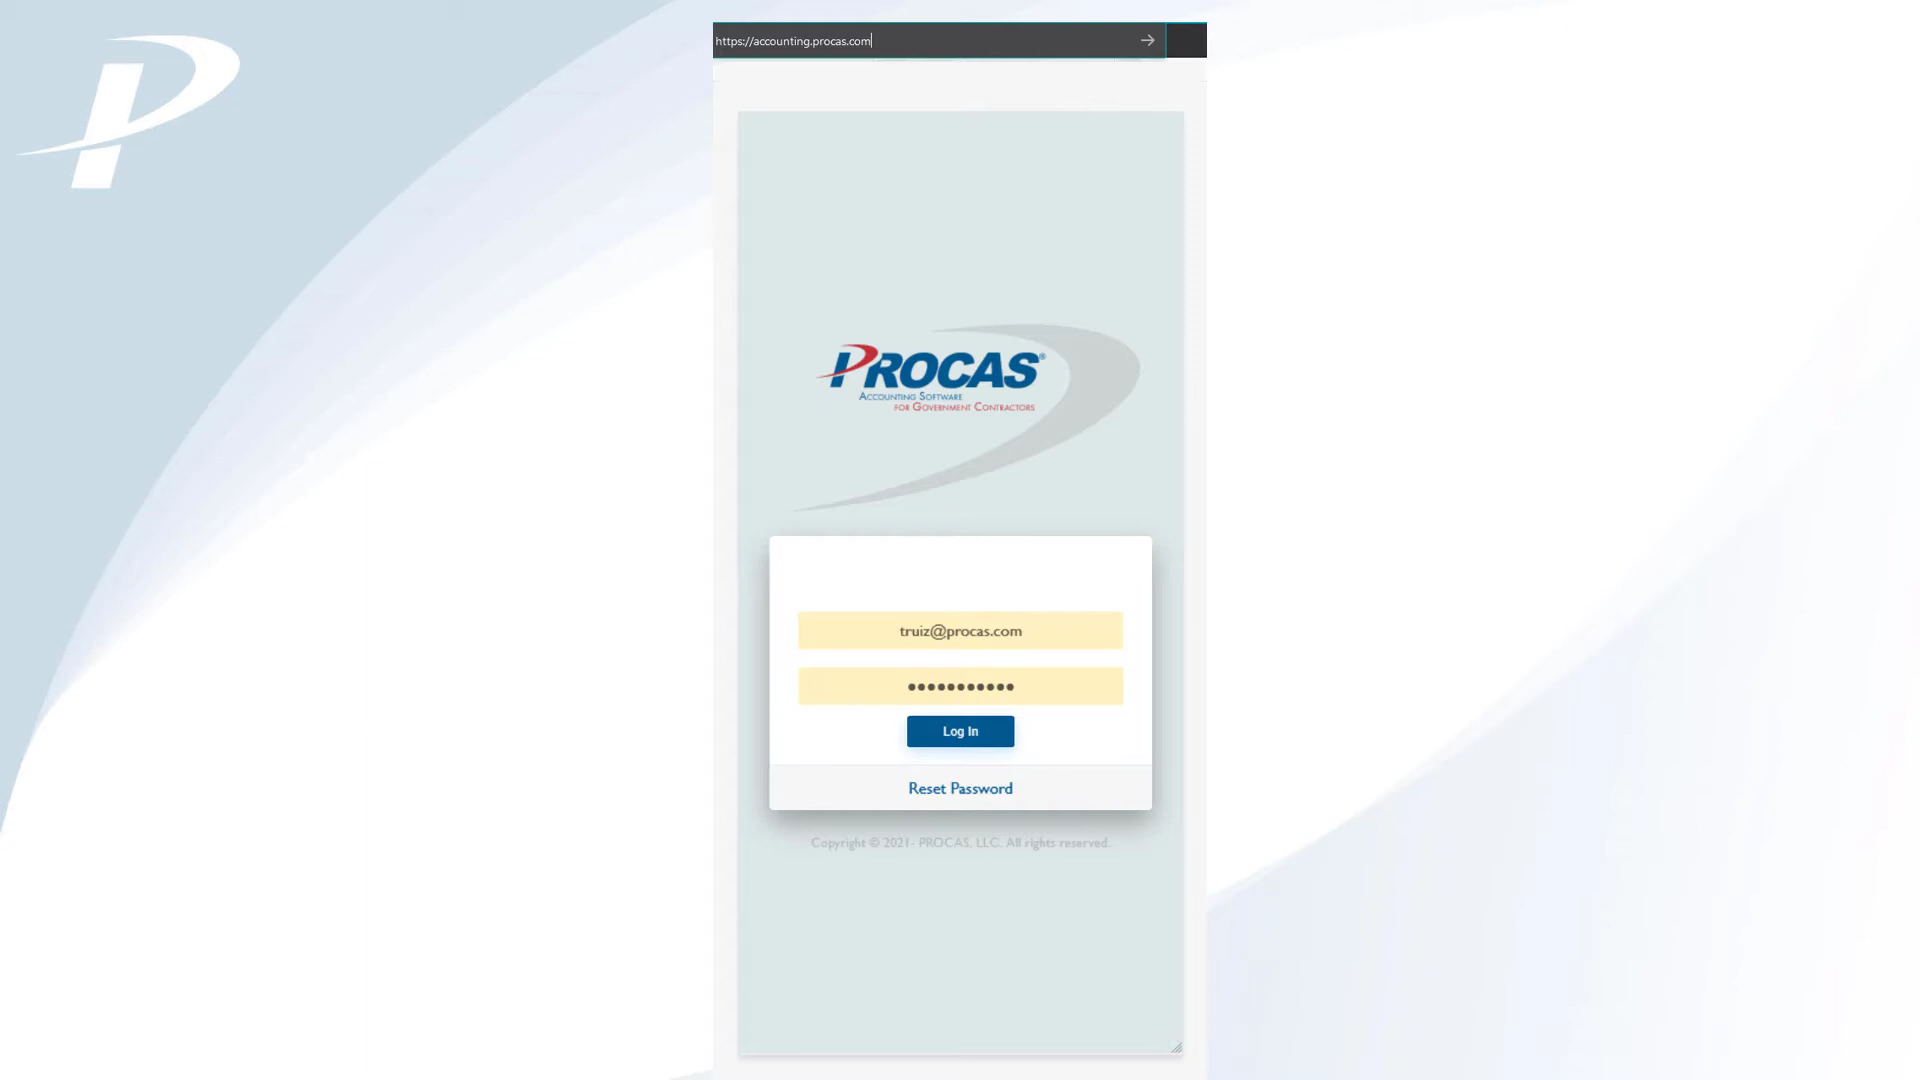 https://accounting.procas.com
PROCAS®
ACCOUNTING SOFTWARE
FOR GOVERNMENT CONTRACTORS
truiz@procas.com
●●●●●●●●●●●
Log In
Reset Password
Copyright © 2021- PROCAS, LLC. All rights reserved.